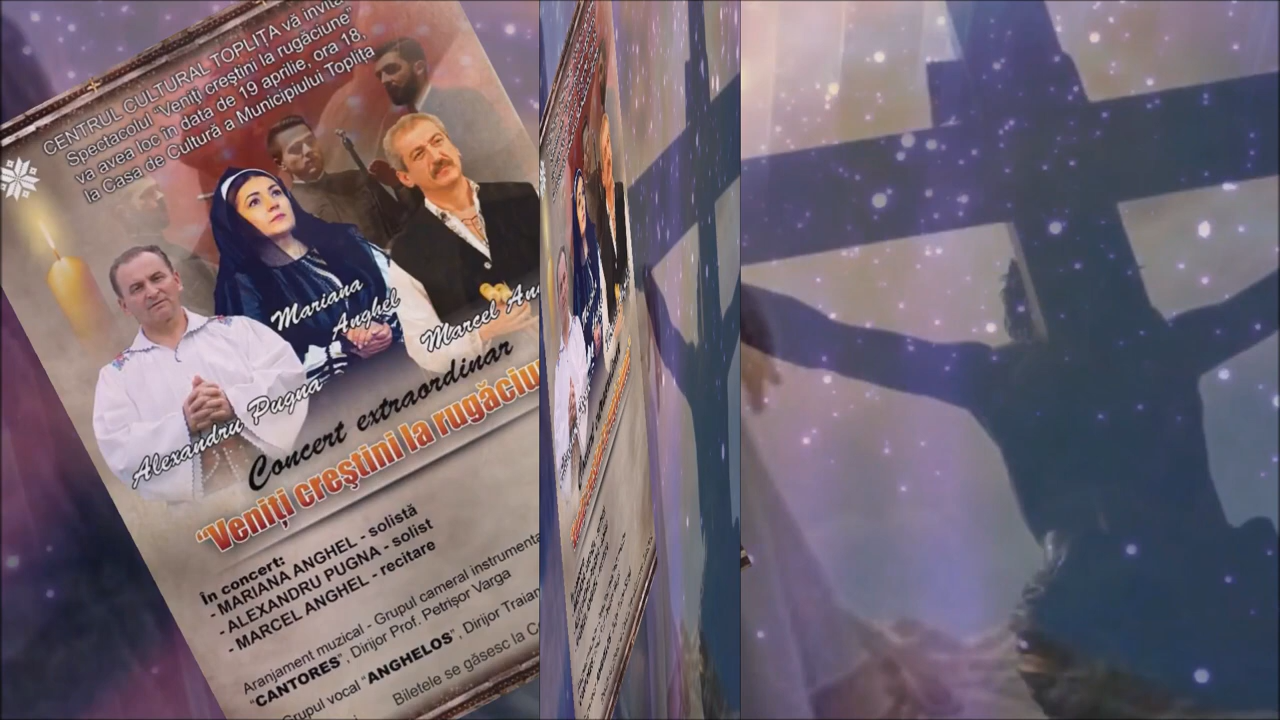 CENTRUL CULTURAL TOPLIȚA vă invită
Spectacolul "Veniți creștini la rugăciune"
va avea loc în data de 19 aprilie, ora 18,
la Casa de Cultură a Municipiului Toplița
Mariana
Anghel
Marcel
Alexandru Pugna
Concert extraordinar
"Veniți creștini la
În concert:
- MARIANA ANGHEL - solistă
- ALEXANDRU PUGNA - solist
- MARCEL ANGHEL - recitare
Aranjament muzical - Grupul cameral
"CANTORES", Dirijor Prof. Petrișor Varga
Grupul vocal "ANGHELOS", Dirijor Traian
Biletele se găsesc la